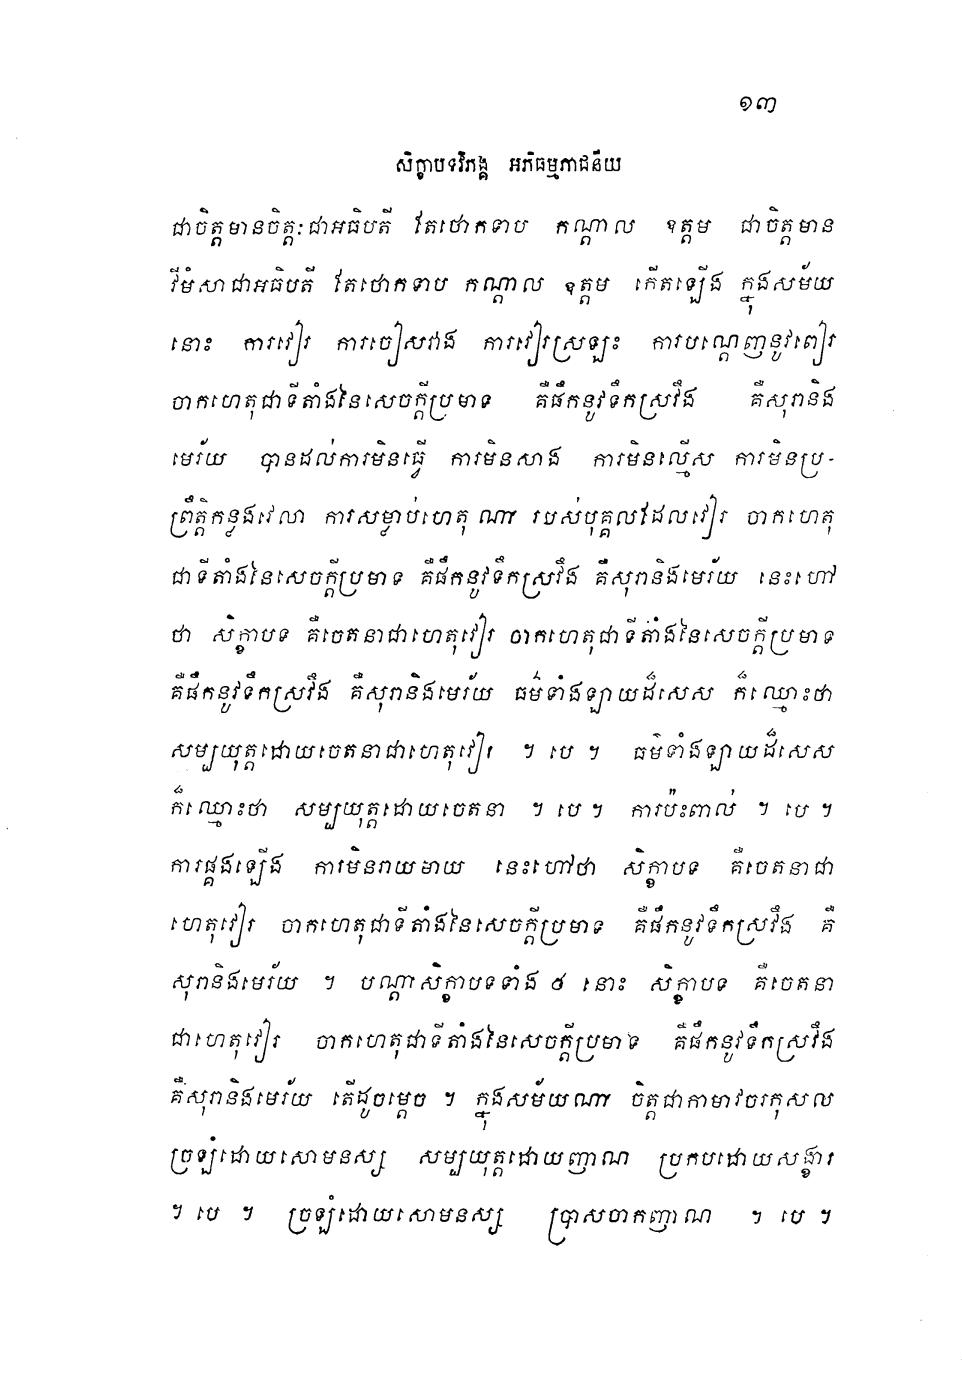 ១៣
សិក្ខាបទវិភង្គ អភិធម្មភាជនីយ
ជាចិត្តមានចិត្តៈជាអធិបតី តែថោកទាប កណ្តាល ឧត្តម ជាចិត្តមាន
វីមំសាជាអធិបតី តែថោកទាប កណ្តាល ឧត្តម កើតឡើង ក្នុងសម័យ
នោះ ការវៀរ ការចៀសវាង ការវៀរស្រឡះ ការបណ្តេញនូវពៀរ
ចាកហេតុជាទីតាំងនៃសេចក្តីប្រមាទ គឺផឹកនូវទឹកស្រវឹង គឺសុរានិង
មេរ័យ បានដល់ការមិនធ្វើ ការមិនសាង ការមិនល្មើស ការមិនប្រ-
ព្រឹត្តិកន្លងវេលា ការសម្លាប់ហេតុ ណា របស់បុគ្គលដែលវៀរ ចាកហេតុ
ជាទីតាំងនៃសេចក្តីប្រមាទ គឺផឹកនូវទឹកស្រវឹង គឺសុរានិងមេរ័យ នេះហៅ
ថា សិក្ខាបទ គឺចេតនាជាហេតុវៀរ ចាកហេតុជាទីតាំងនៃសេចក្តីប្រមាទ
គឺផឹកនូវទឹកស្រវឹង គឺសុរានិងមេរ័យ ធម៌ទាំងឡាយដ៏សេស ក៏ឈ្មោះថា
សម្បយុត្តដោយចេតនាជាហេតុវៀរ ។ បេ ។ ធម៌ទាំងឡាយដ៏សេស
ក៏ឈ្មោះថា សម្បយុត្តដោយចេតនា ។ បេ ។ ការប៉ះពាល់ ។ បេ ។
ការផ្គងឡើង ការមិនរាយមាយ នេះហៅថា សិក្ខាបទ គឺចេតនាជា
ហេតុវៀរ ចាកហេតុជាទីតាំងនៃសេចក្តីប្រមាទ គឺផឹកនូវទឹកស្រវឹង គឺ
សុរានិងមេរ័យ ។ បណ្តាសិក្ខាបទទាំង ៥ នោះ សិក្ខាបទ គឺចេតនា
ជាហេតុវៀរ ចាកហេតុជាទីតាំងនៃសេចក្តីប្រមាទ គឺផឹកនូវទឹកស្រវឹង
គឺសុរានិងមេរ័យ តើដូចម្តេច ។ ក្នុងសម័យណា ចិត្តជាកាមាវចរកុសល
ច្រឡំដោយសោមនស្ស សម្បយុត្តដោយញាណ ប្រកបដោយសង្ខារ
។ បេ ។ ច្រឡំដោយសោមនស្ស ប្រាសចាកញាណ ។ បេ ។